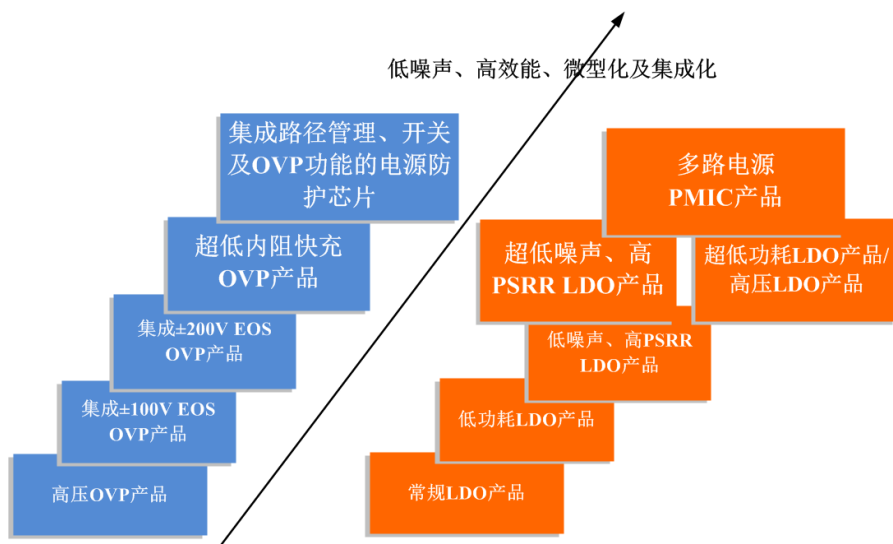 低噪声、高效能、微型化及集成化
集成路径管理、开关
及OVP功能的电源防
护芯片
超低内阻快充
OVP产品
集成±200V EOS
OVP产品
集成±100V EOS
OVP产品
高压OVP产品
多路电源
PMIC产品
超低噪声、高
PSRR LDO产品
超低功耗LDO产品/
高压LDO产品
低噪声、高PSRR
LDO产品
低功耗LDO产品
常规LDO产品